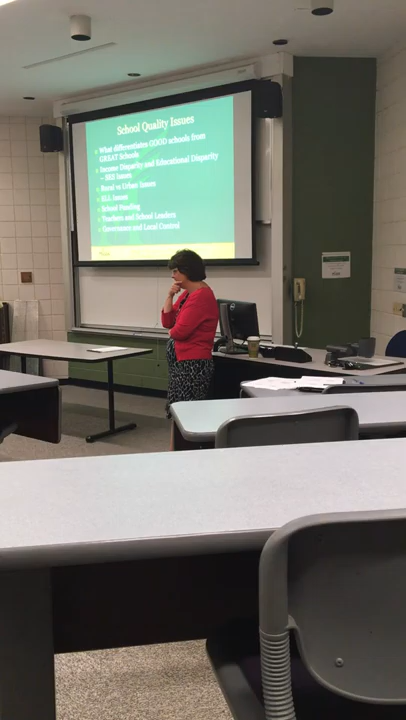 School Quality Issues
What differentiates GOOD schools from
GREAT Schools
Income Disparity and Educational Disparity
– SES Issues
Rural vs Urban Issues
ELL Issues
School Funding
Teachers and School Leaders
Governance and Local Control